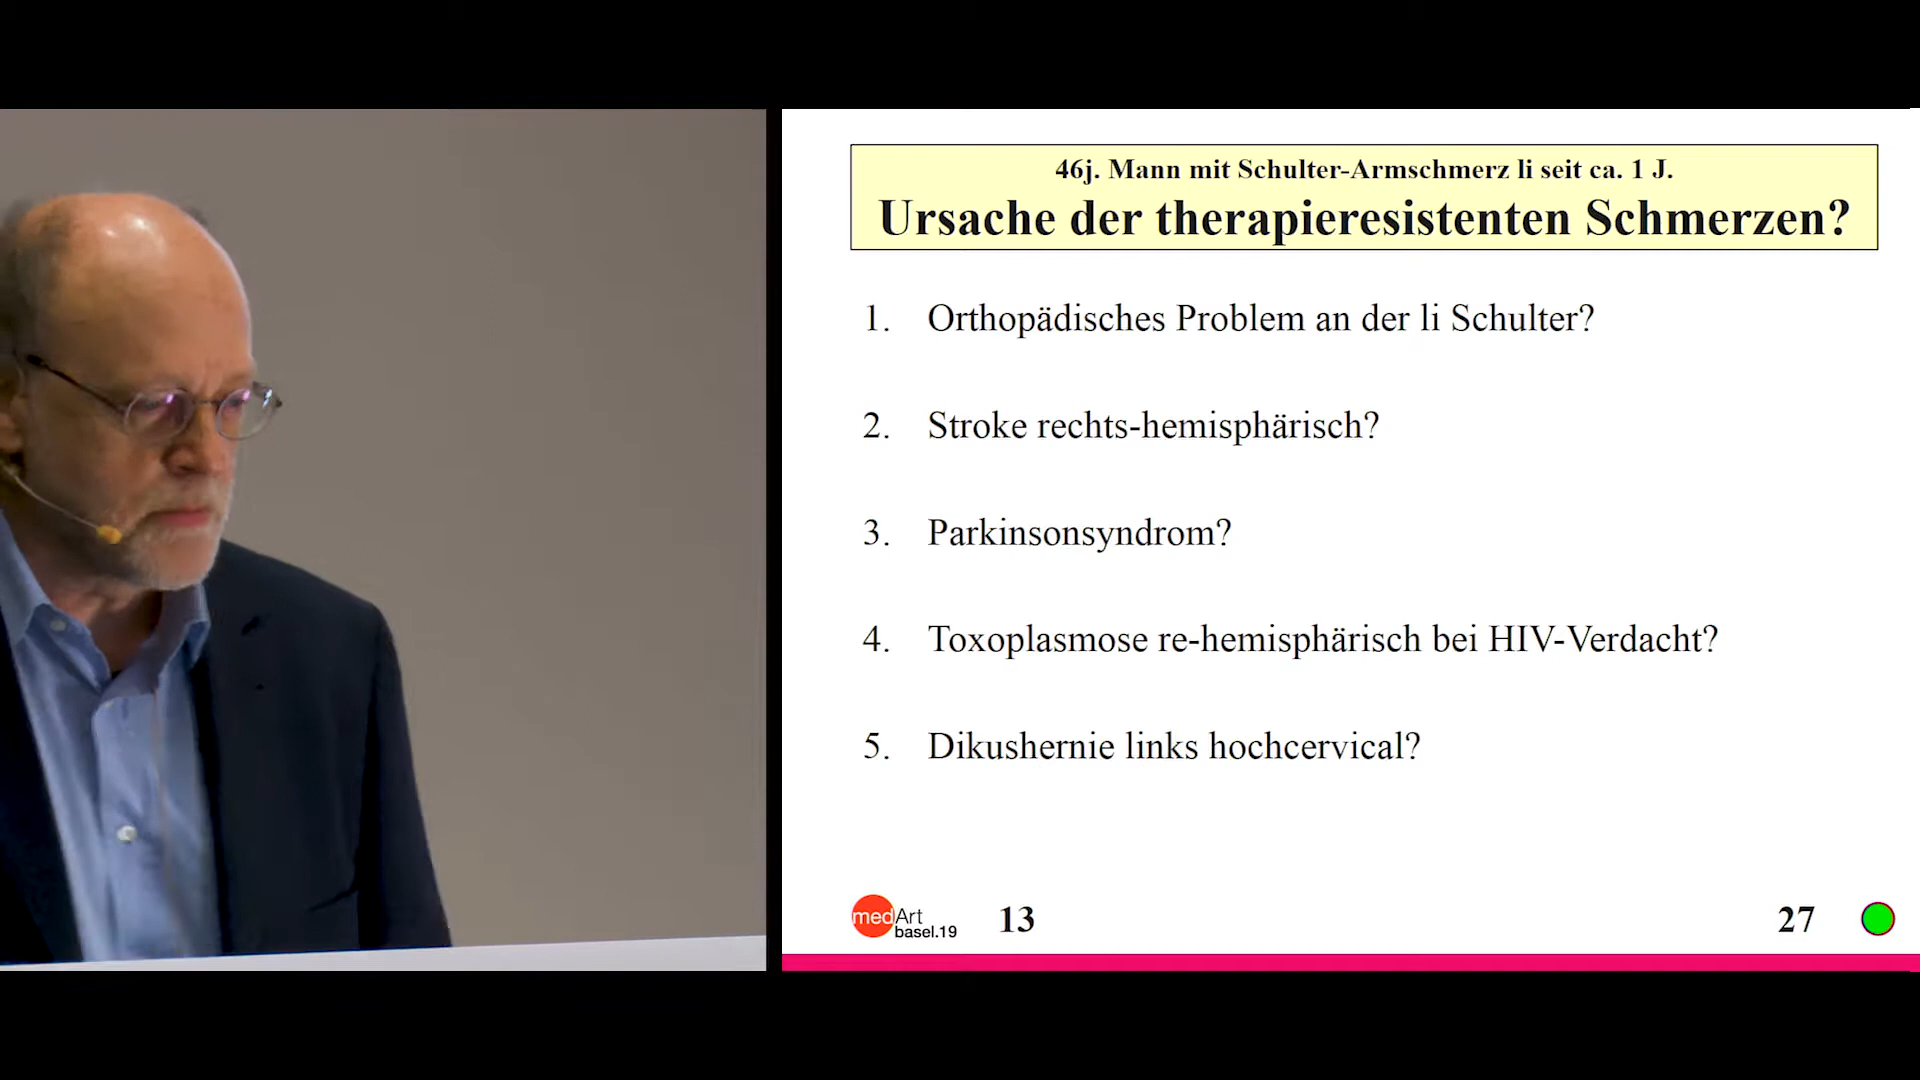 46j. Mann mit Schulter-Armschmerz li seit ca. 1 J.
Ursache der therapieresistenten Schmerzen?
1. Orthopädisches Problem an der li Schulter?
2. Stroke rechts-hemisphärisch?
3. Parkinsonsyndrom?
4. Toxoplasmose re-hemisphärisch bei HIV-Verdacht?
5. Dikushernie links hochcervical?
medArt
basel.19
13
27